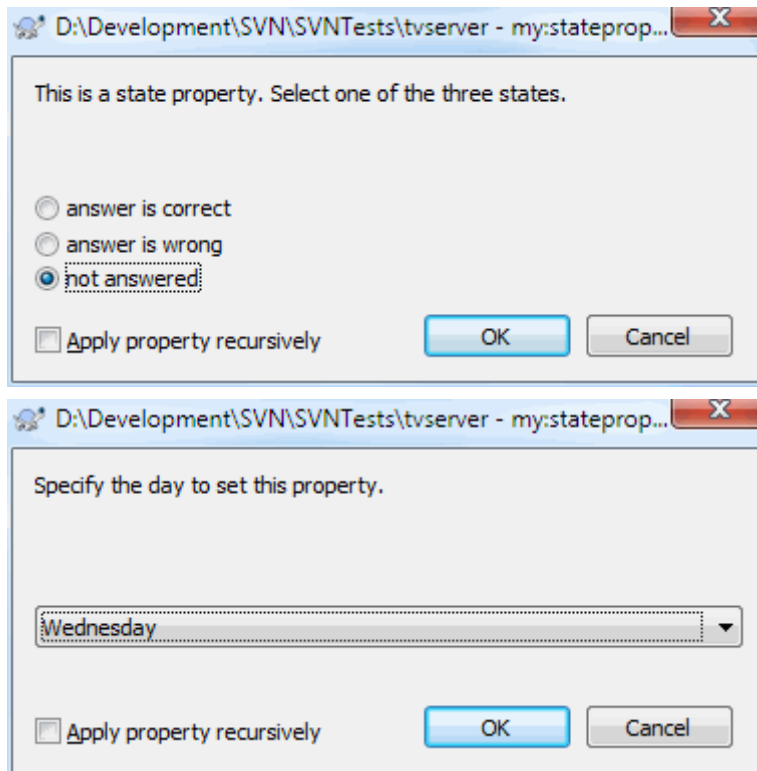 D:\Development\SVN\SVNTests\tvserver - my:stateprop...
This is a state property. Select one of the three states.
answer is correct
answer is wrong
not answered
Apply property recursively OK Cancel
D:\Development\SVN\SVNTests\tvserver - my:stateprop...
Specify the day to set this property.
Wednesday
Apply property recursively OK Cancel